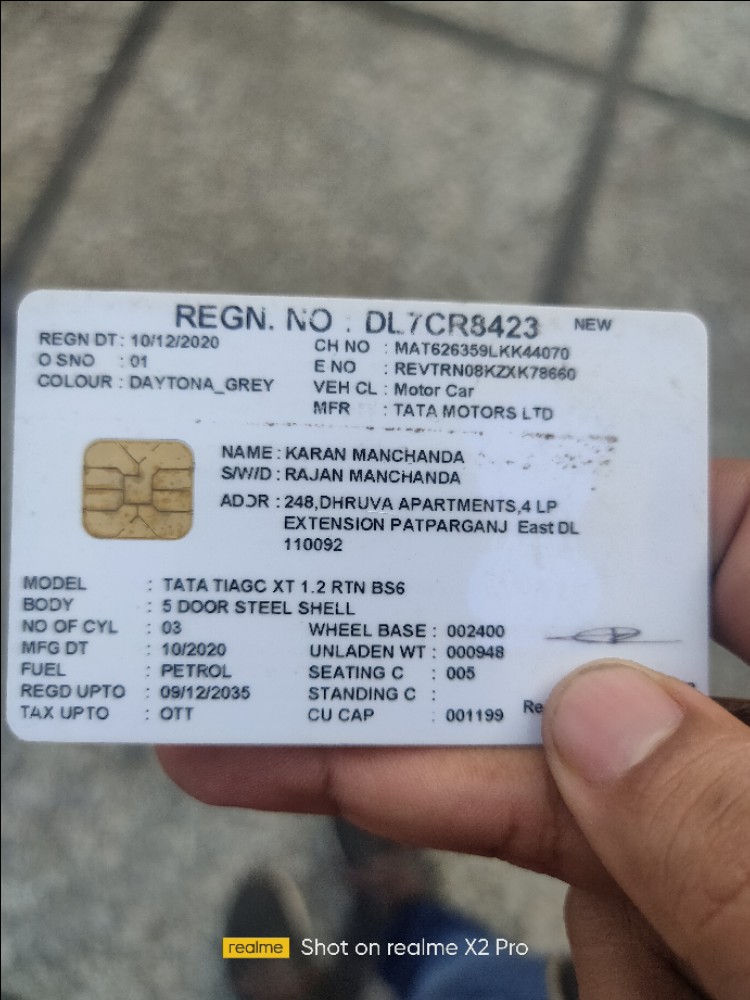 REGN. NO : DL7CR8423 NEW
REGN DT : 10/12/2020
O SNO : 01
COLOUR : DAYTONA_GREY
CH NO : MAT626359LKK44070
E NO : REVTRN08KZXK78660
VEH CL : Motor Car
MFR : TATA MOTORS LTD
NAME : KARAN MANCHANDA
S/W/D : RAJAN MANCHANDA
ADDR : 248,DHRUVA APARTMENTS,4 LP
EXTENSION PATPARGANJ East DL
110092
MODEL : TATA TIAGC XT 1.2 RTN BS6
BODY : 5 DOOR STEEL SHELL
NO OF CYL : 03
MFG DT : 10/2020
FUEL : PETROL
REGD UPTO : 09/12/2035
TAX UPTO : OTT
WHEEL BASE : 002400
UNLADEN WT : 000948
SEATING C : 005
STANDING C :
CU CAP : 001199
Re
realme Shot on realme X2 Pro